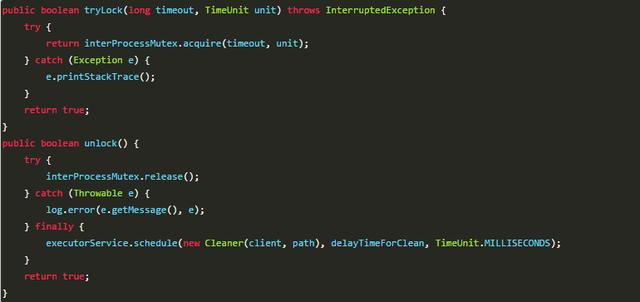 public boolean tryLock(long timeout, TimeUnit unit) throws InterruptedException {
    try {
        return interProcessMutex.acquire(timeout, unit);
    } catch (Exception e) {
        e.printStackTrace();
    }
    return true;
}
public boolean unlock() {
    try {
        interProcessMutex.release();
    } catch (Throwable e) {
        log.error(e.getMessage(), e);
    } finally {
        executorService.schedule(new Cleaner(client, path), delayTimeForClean, TimeUnit.MILLISECONDS);
    }
    return true;
}